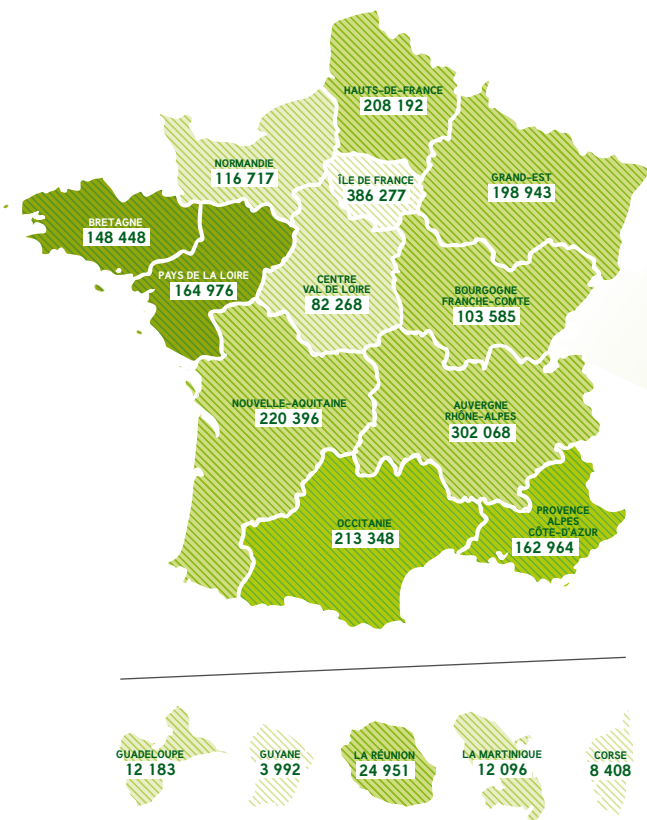 HAUTS-DE-FRANCE
208 192
NORMANDIE
116 717
ÎLE DE FRANCE
386 277
GRAND-EST
198 943
BRETAGNE
148 448
PAYS DE LA LOIRE
164 976
CENTRE
VAL DE LOIRE
82 268
BOURGOGNE
FRANCHE-COMTE
103 585
NOUVELLE-AQUITAINE
220 396
AUVERGNE
RHÔNE-ALPES
302 068
OCCITANIE
213 348
PROVENCE
ALPES
CÔTE-D'AZUR
162 964
GUADELOUPE
12 183
GUYANE
3 992
LA RÉUNION
24 951
LA MARTINIQUE
12 096
CORSE
8 408